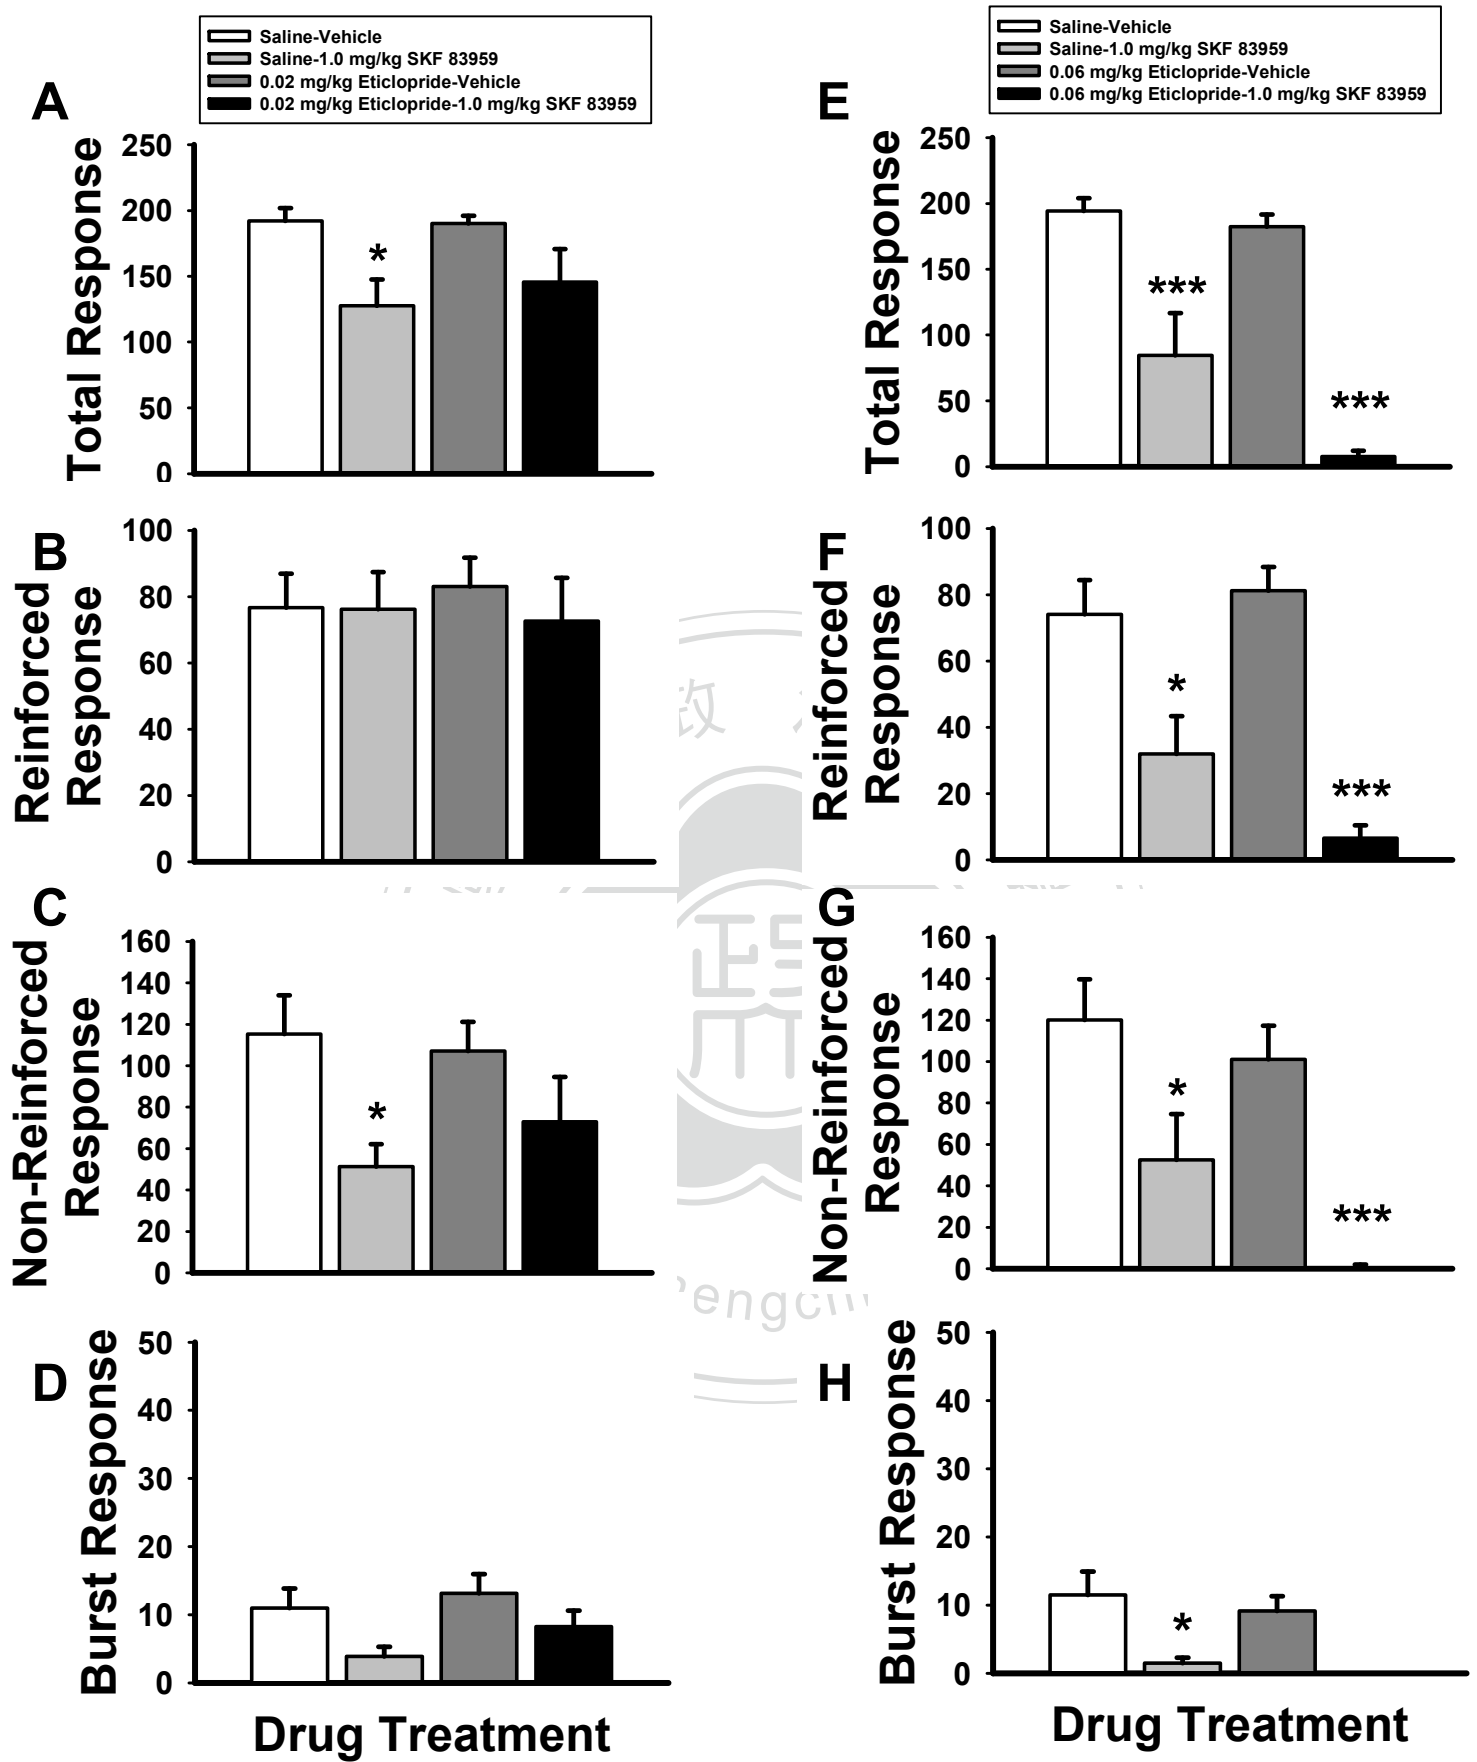 Saline-Vehicle
Saline-1.0 mg/kg SKF 83959
0.02 mg/kg Eticlopride-Vehicle
0.02 mg/kg Eticlopride-1.0 mg/kg SKF 83959
A
Total Response
250
200
150
100
50
0
*
B
Reinforced
Response
100
80
60
40
20
0
C
Non-Reinforced
Response
160
140
120
100
80
60
40
20
0
*
D
Burst Response
50
40
30
20
10
0
Drug Treatment
Saline-Vehicle
Saline-1.0 mg/kg SKF 83959
0.06 mg/kg Eticlopride-Vehicle
0.06 mg/kg Eticlopride-1.0 mg/kg SKF 83959
E
Total Response
250
200
150
100
50
0
***
***
F
Reinforced
Response
100
80
60
40
20
0
*
***
G
Non-Reinforced
Response
160
140
120
100
80
60
40
20
0
*
***
H
Burst Response
50
40
30
20
10
0
*
Drug Treatment